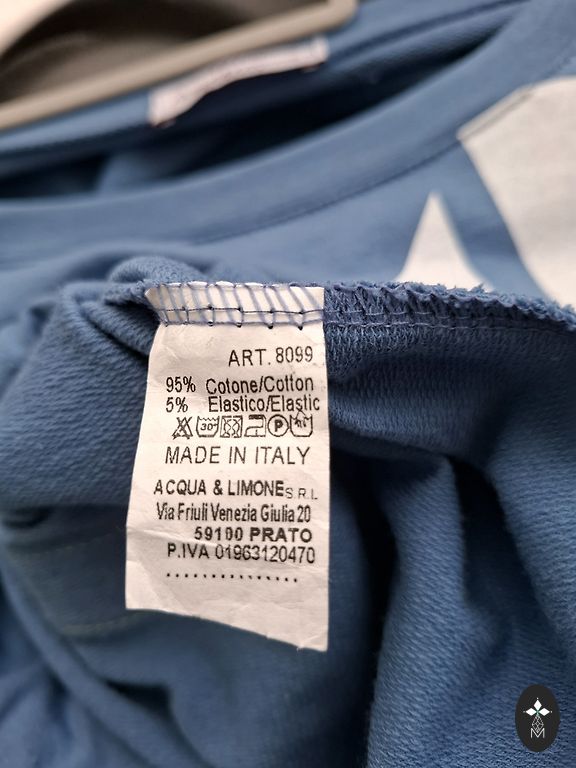 ART. 8099
95% Cotone/Cotton
5% Elastico/Elastic
MADE IN ITALY
ACQUA & LIMONE S.R.L
Via Friuli Venezia Giulia 20
59100 PRATO
P.IVA 01963120470